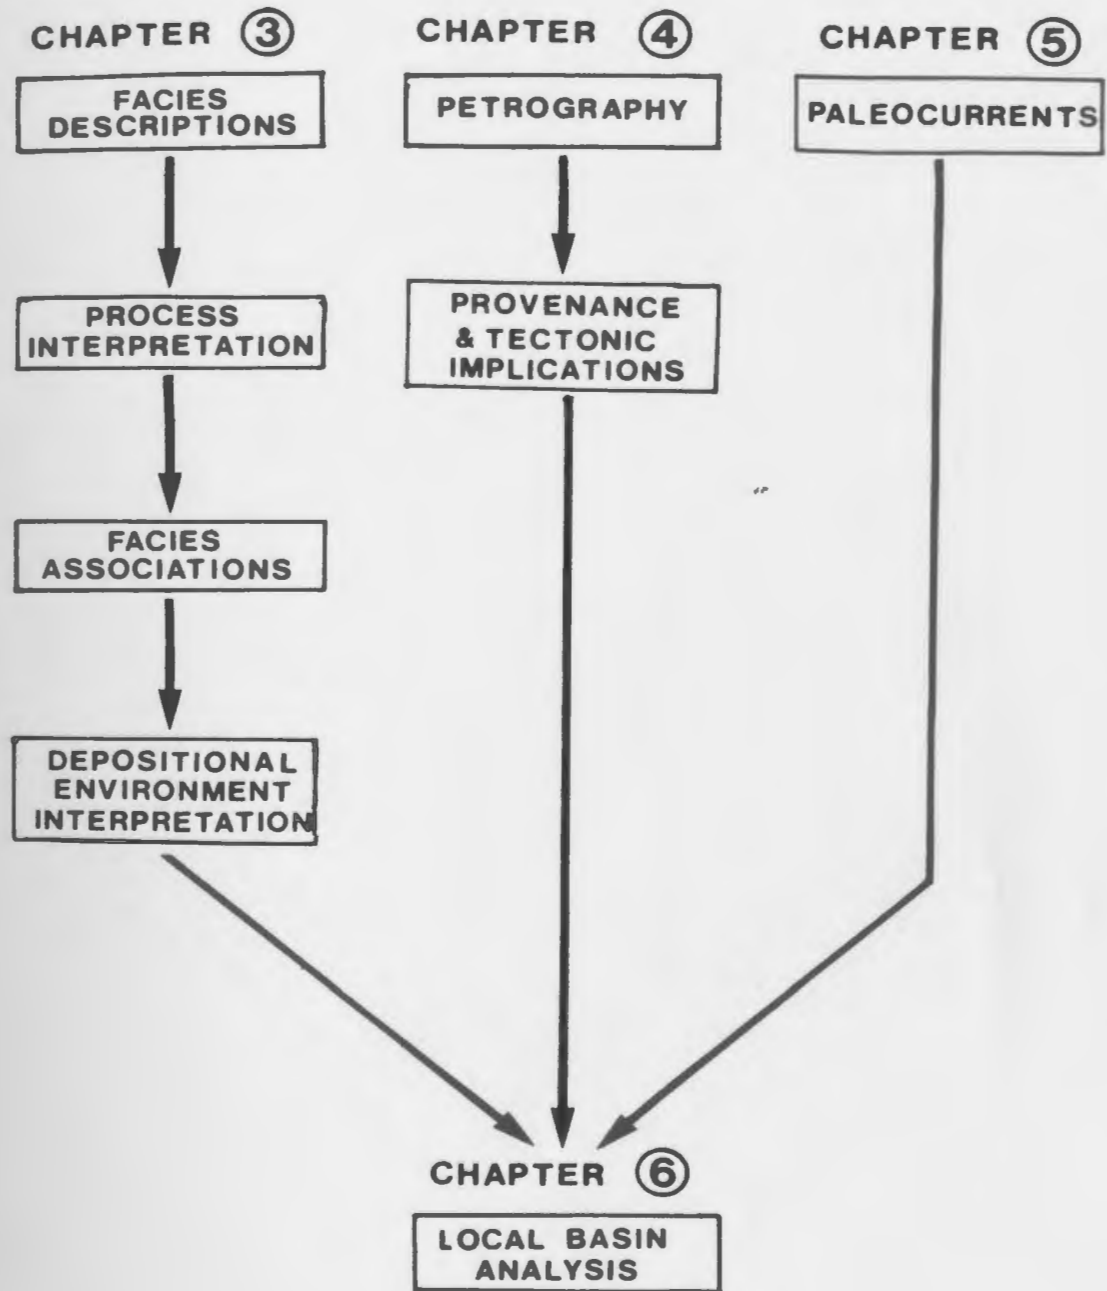 CHAPTER ③
FACIES
DESCRIPTIONS
PROCESS
INTERPRETATION
FACIES
ASSOCIATIONS
DEPOSITIONAL
ENVIRONMENT
INTERPRETATION
CHAPTER ④
PETROGRAPHY
PROVENANCE
& TECTONIC
IMPLICATIONS
CHAPTER ⑤
PALEOCURRENTS
CHAPTER ⑥
LOCAL BASIN
ANALYSIS